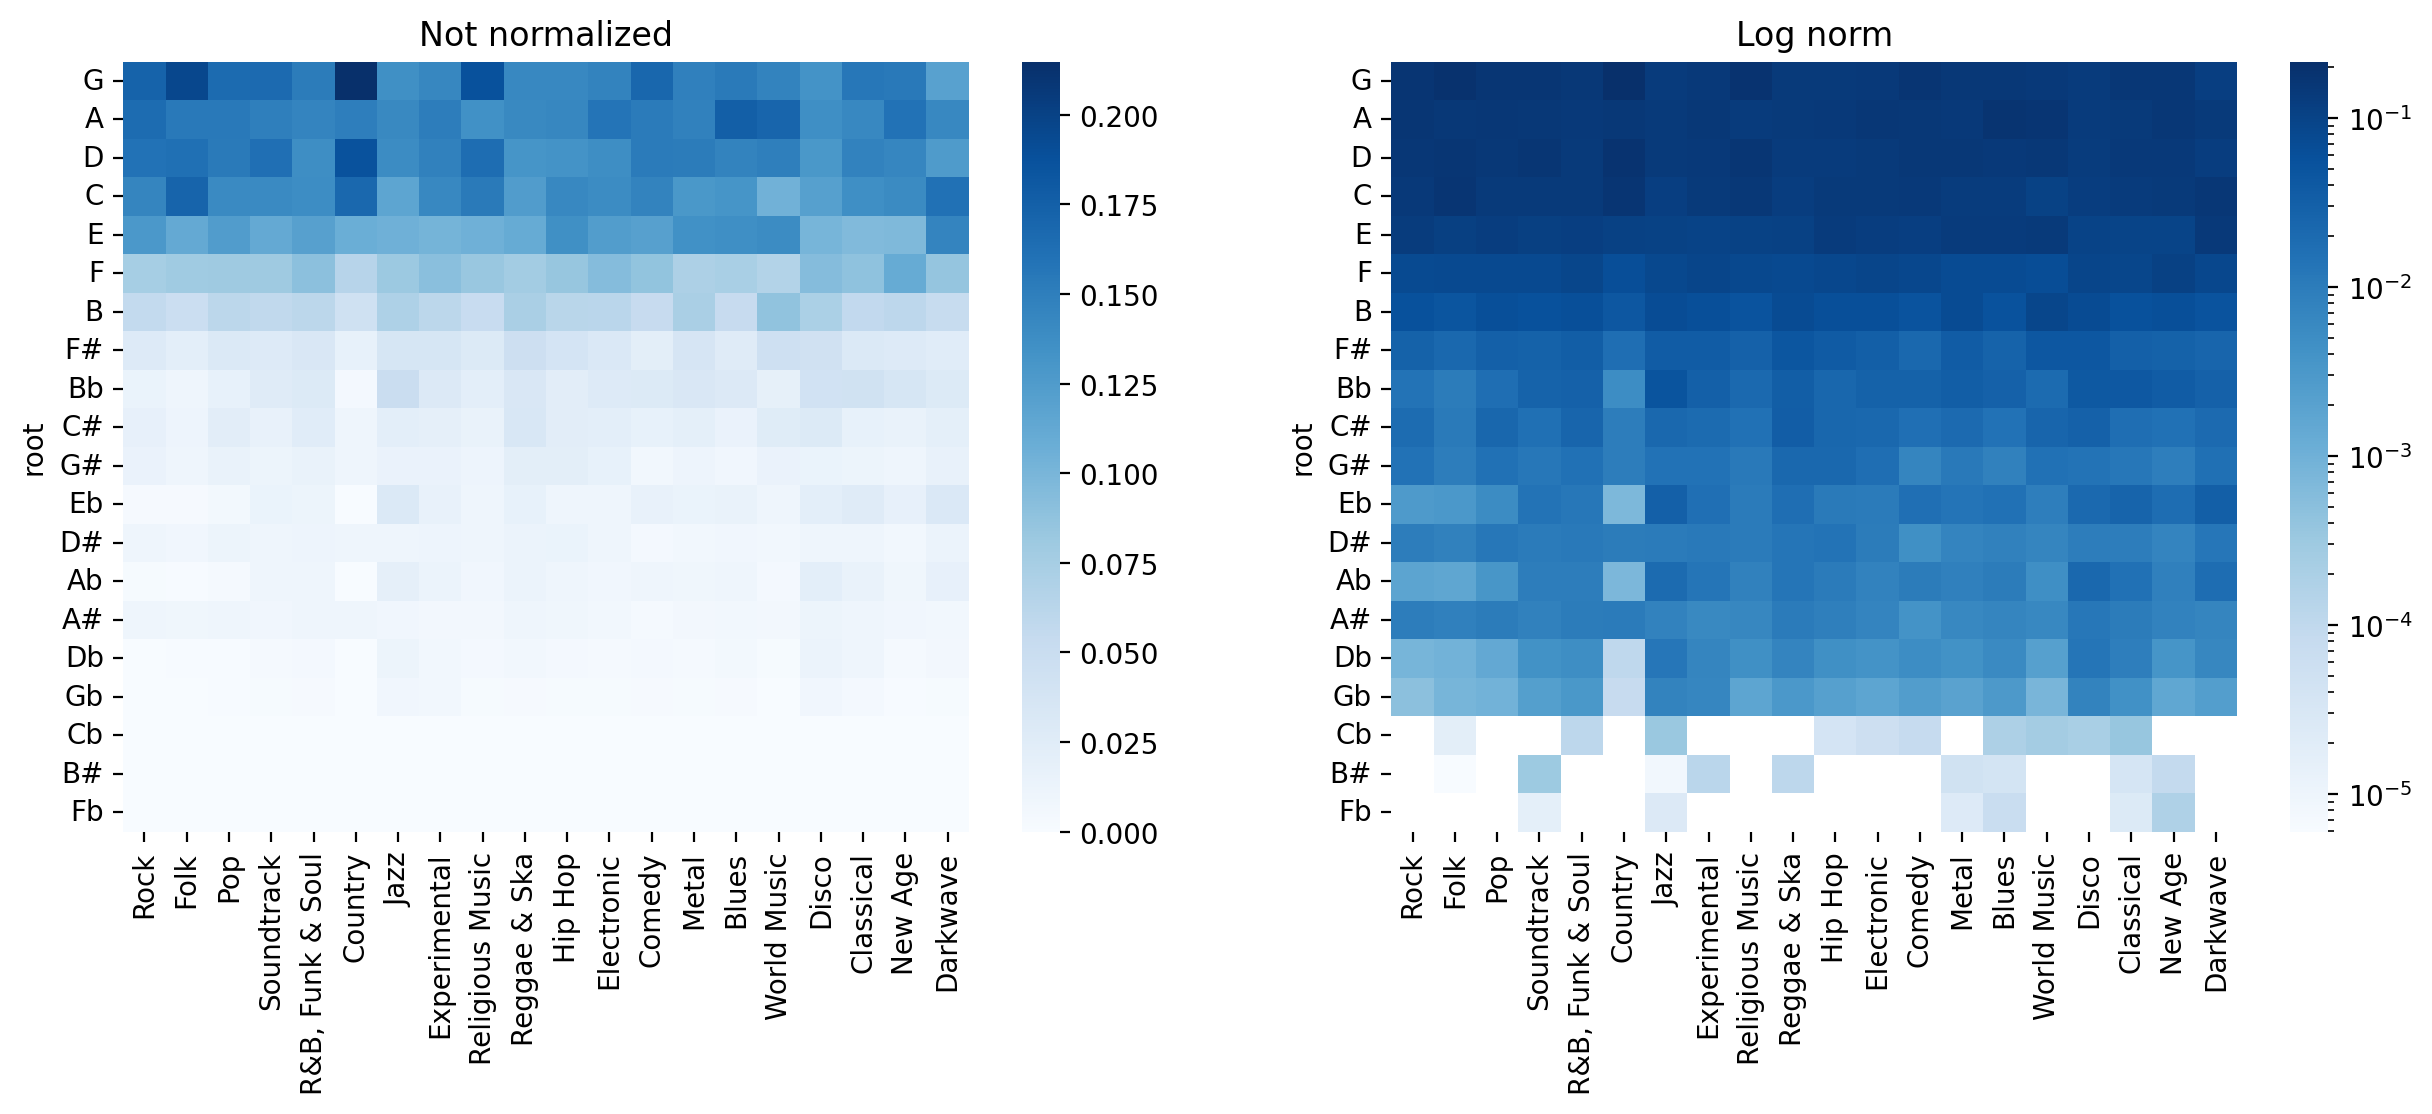 Not normalized
G
A
D
C
E
F
B
F#
Bb
C#
G#
Eb
D#
Ab
A#
Db
Gb
Cb
B#
Fb
root
Rock
Folk
Pop
Soundtrack
R&B, Funk & Soul
Country
Jazz
Experimental
Religious Music
Reggae & Ska
Hip Hop
Electronic
Comedy
Metal
Blues
World Music
Disco
Classical
New Age
Darkwave
0.200
0.175
0.150
0.125
0.100
0.075
0.050
0.025
0.000
Log norm
G
A
D
C
E
F
B
F#
Bb
C#
G#
Eb
D#
Ab
A#
Db
Gb
Cb
B#
Fb
root
Rock
Folk
Pop
Soundtrack
R&B, Funk & Soul
Country
Jazz
Experimental
Religious Music
Reggae & Ska
Hip Hop
Electronic
Comedy
Metal
Blues
World Music
Disco
Classical
New Age
Darkwave
10⁻¹
10⁻²
10⁻³
10⁻⁴
10⁻⁵